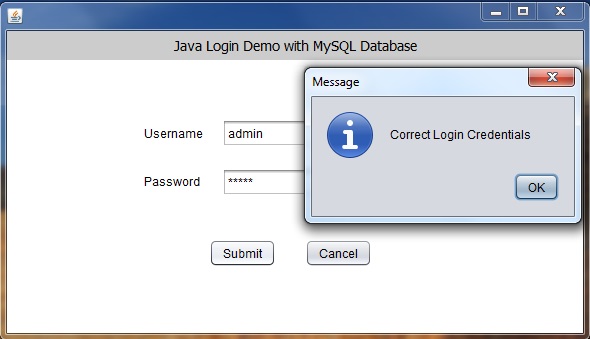 Java Login Demo with MySQL Database
Message
Username admin
Correct Login Credentials
Password *****
OK
Submit Cancel